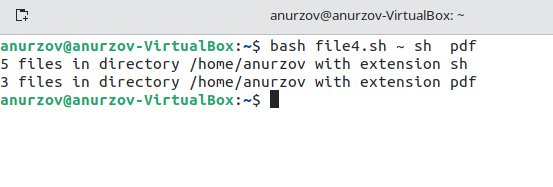 anurzov@anurzov-VirtualBox: ~
anurzov@anurzov-VirtualBox:~$ bash file4.sh ~ sh  pdf
5 files in directory /home/anurzov with extension sh
3 files in directory /home/anurzov with extension pdf
anurzov@anurzov-VirtualBox:~$